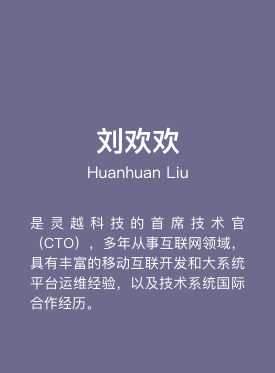 刘欢欢
Huanhuan Liu
是灵越科技的首席技术官
（CTO），多年从事互联网领域，
具有丰富的移动互联开发和大系统
平台运维经验，以及技术系统国际
合作经历。